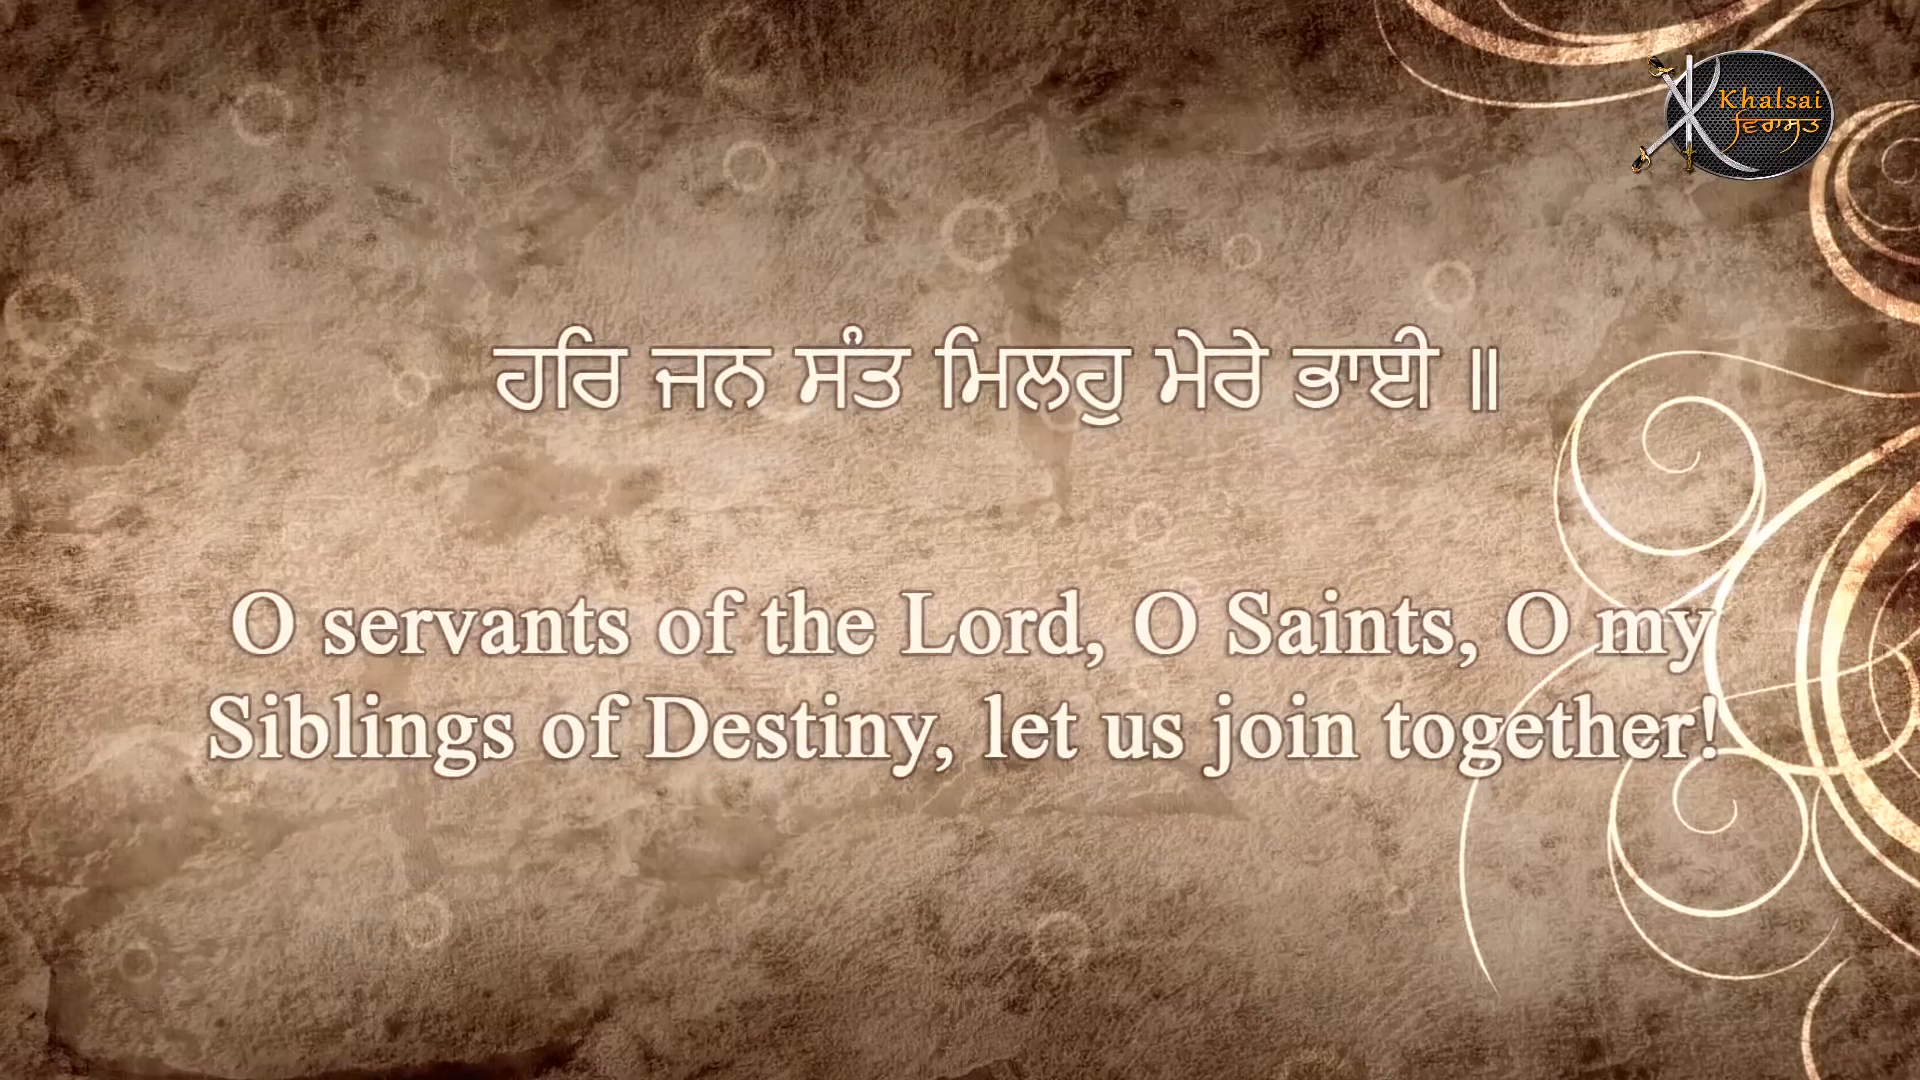 Khalsai
ਵਿਰਾਸਤ
ਹਰਿ ਜਨ ਸੰਤ ਮਿਲਹੁ ਮੇਰੇ ਭਾਈ ॥
O servants of the Lord, O Saints, O my
Siblings of Destiny, let us join together!